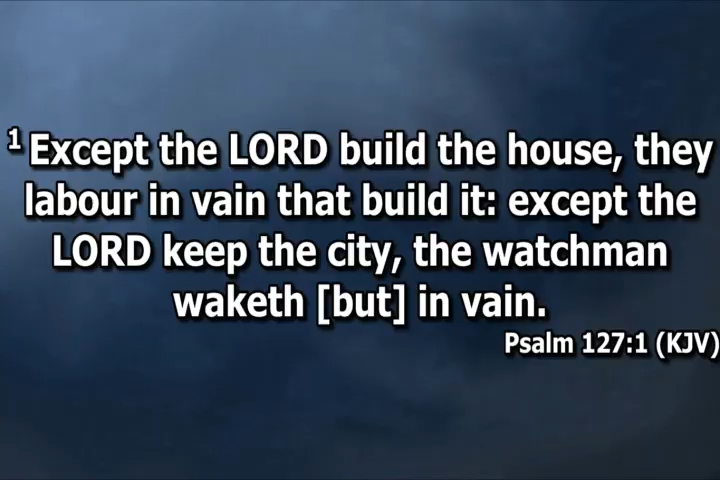 1 Except the LORD build the house, they
labour in vain that build it: except the
LORD keep the city, the watchman
waketh [but] in vain.
Psalm 127:1 (KJV)